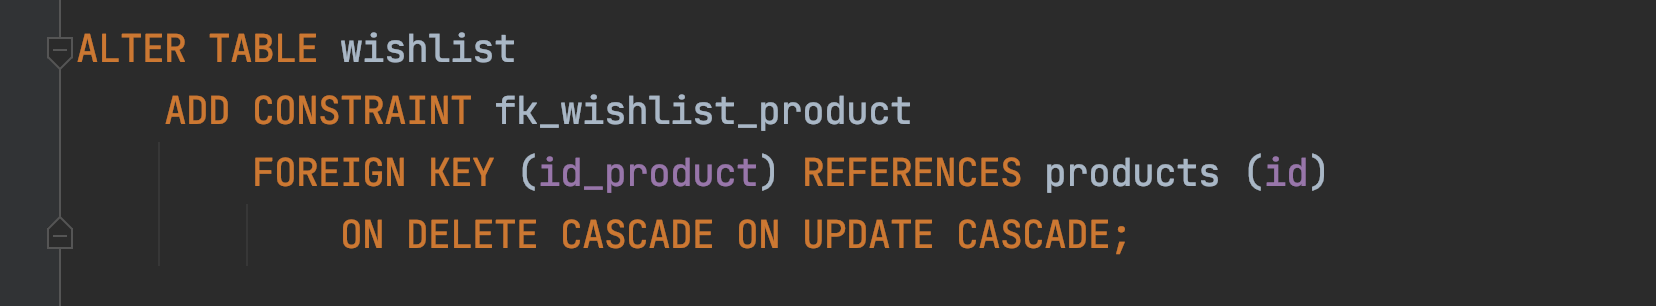 ALTER TABLE wishlist
ADD CONSTRAINT fk_wishlist_product
FOREIGN KEY (id_product) REFERENCES products (id)
ON DELETE CASCADE ON UPDATE CASCADE;